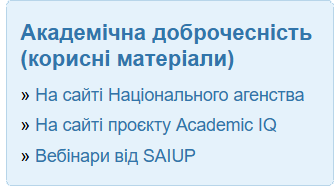 Академічна доброчесність
(корисні матеріали)
» На сайті Національного агенства
» На сайті проєкту Academic IQ
» Вебінари від SAIUP